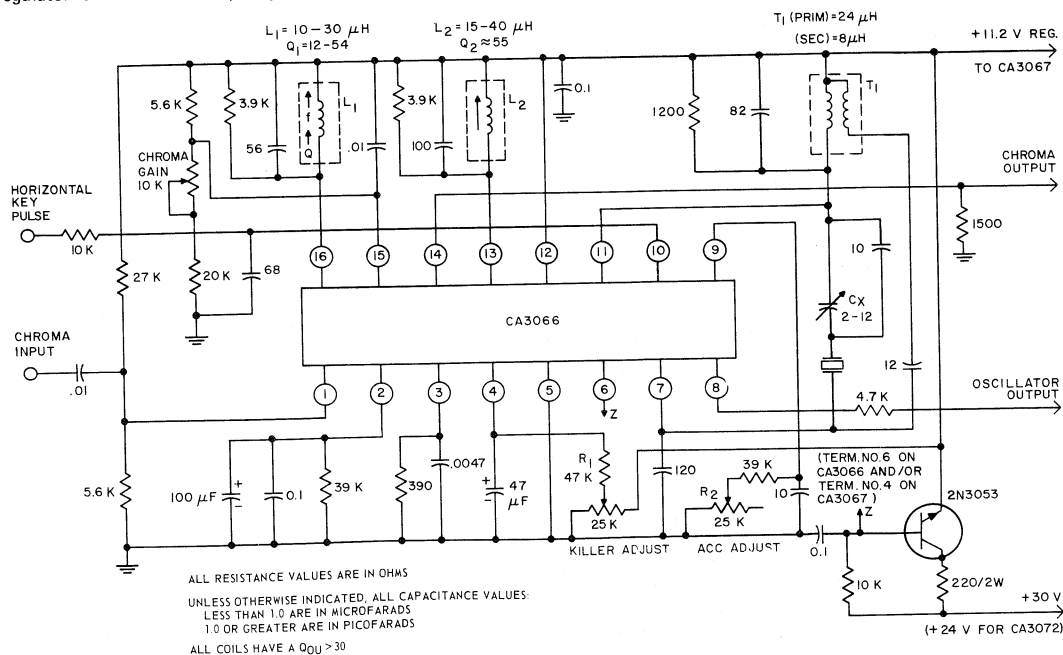 L1 = 10-30 μH
Q1 = 12-54
L2 = 15-40 μH
Q2 ≈ 55
T1 (PRIM) = 24 μH
(SEC) = 8 μH
+11.2 V REG.
TO CA3067
5.6 K
3.9 K
f
Q
L1
56
.01
3.9 K
100
L2
0.1
1200
82
T1
CHROMA
GAIN
10 K
CHROMA
OUTPUT
HORIZONTAL
KEY
PULSE
10 K
1500
27 K
20 K
68
16
15
14
13
12
11
10
9
10
CX
2-12
CA3066
CHROMA
INPUT
.01
12
1
2
3
4
5
6
7
8
Z
4.7 K
OSCILLATOR
OUTPUT
5.6 K
100 μF
+
-
0.1
39 K
390
.0047
+
-
47
μF
R1
47 K
25 K
KILLER ADJUST
120
39 K
R2
25 K
10
ACC ADJUST
(TERM. NO.6 ON
CA3066 AND/OR
TERM. NO.4 ON
CA3067)
Z
2N3053
0.1
10 K
220/2W
+30 V
(+24 V FOR CA3072)
ALL RESISTANCE VALUES ARE IN OHMS
UNLESS OTHERWISE INDICATED, ALL CAPACITANCE VALUES:
LESS THAN 1.0 ARE IN MICROFARADS
1.0 OR GREATER ARE IN PICOFARADS
ALL COILS HAVE A QOU > 30